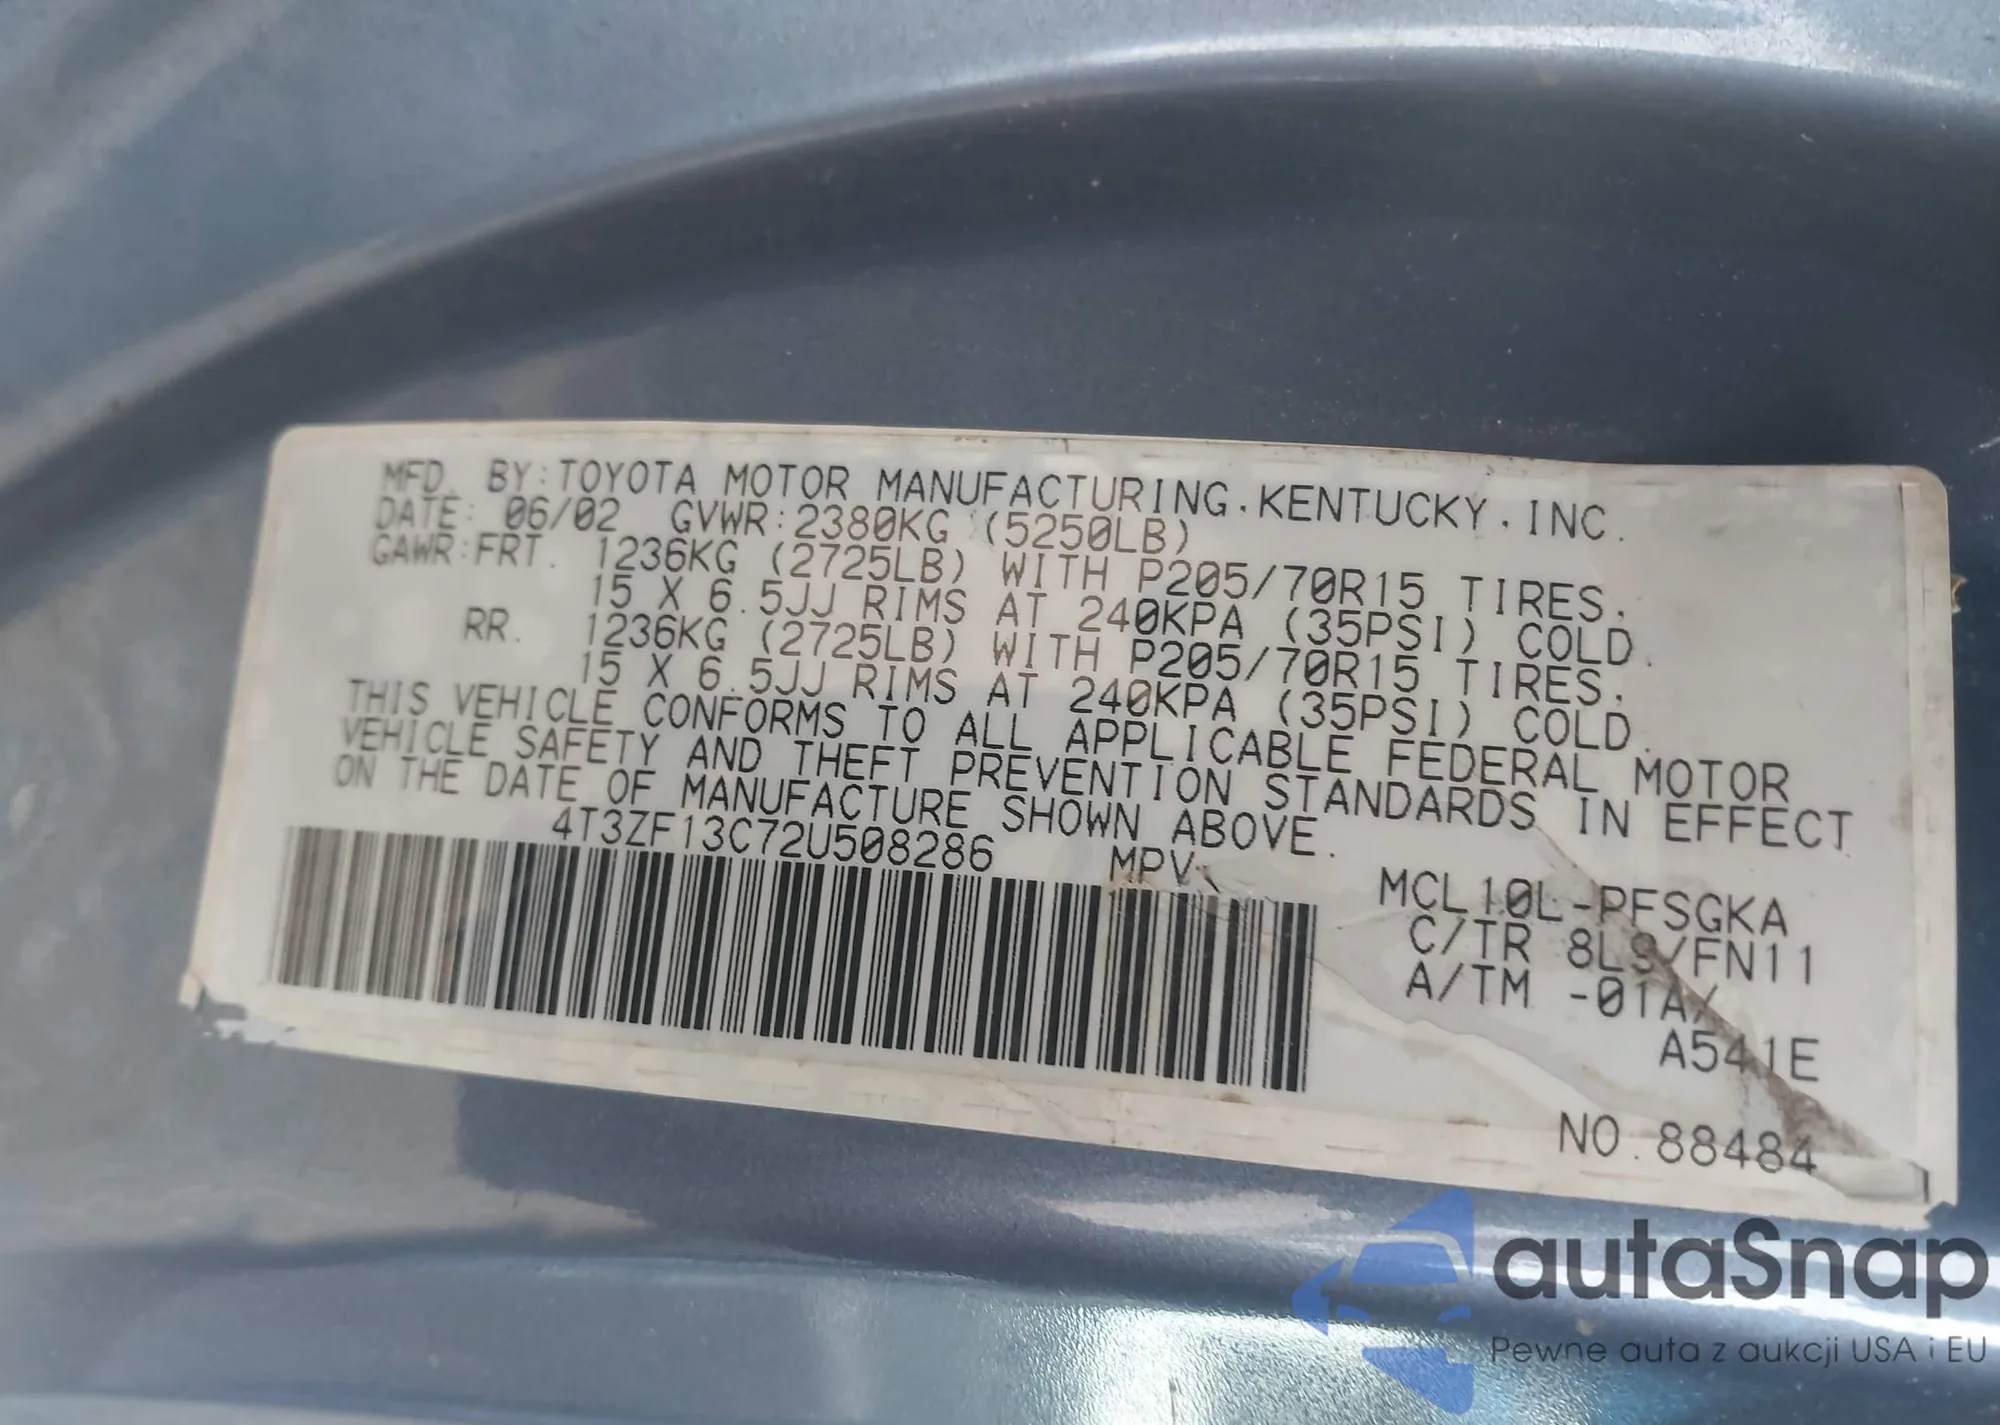 MFD. BY:TOYOTA MOTOR MANUFACTURING.KENTUCKY.INC.
DATE: 06/02 GVWR:2380KG (5250LB)
GAWR:FRT. 1236KG (2725LB) WITH P205/70R15 TIRES.
15 X 6.5JJ RIMS AT 240KPA (35PSI) COLD.
RR. 1236KG (2725LB) WITH P205/70R15 TIRES.
15 X 6.5JJ RIMS AT 240KPA (35PSI) COLD.
THIS VEHICLE CONFORMS TO ALL APPLICABLE FEDERAL MOTOR
VEHICLE SAFETY AND THEFT PREVENTION STANDARDS IN EFFECT
ON THE DATE OF MANUFACTURE SHOWN ABOVE.
4T3ZF13C72U508286 MPV
MCL10L-PFSGKA
C/TR 8L9/FN11
A/TM -01A/
A541E
NO.88484
autaSnap
Pewne auta z aukcji USA i EU